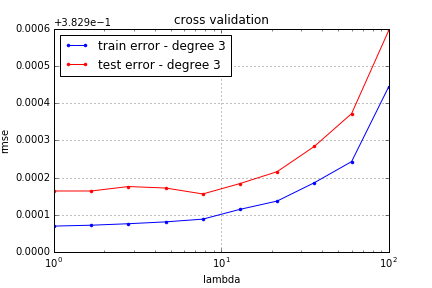 cross validation
+3.829e−1
0.0006
0.0005
0.0004
0.0003
0.0002
0.0001
0.0000
rmse
train error - degree 3
test error - degree 3
10⁰
10¹
10²
lambda